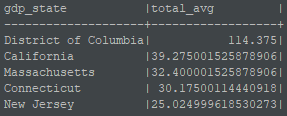 gdp_state |total_avg |
--------------------+------------------+
District of Columbia| 114.375|
California |39.275001525878906|
Massachusetts |32.400001525878906|
Connecticut | 30.17500114440918|
New Jersey |25.024999618530273|